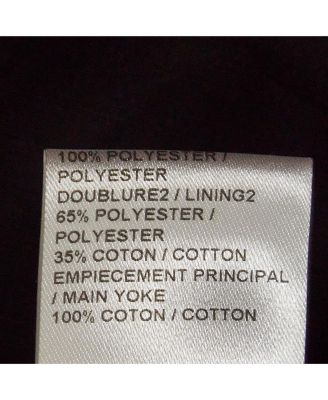 100% POLYESTER /
POLYESTER
DOUBLURE2 / LINING2
65% POLYESTER /
POLYESTER
35% COTON / COTTON
EMPIECEMENT PRINCIPAL
/ MAIN YOKE
100% COTON / COTTON